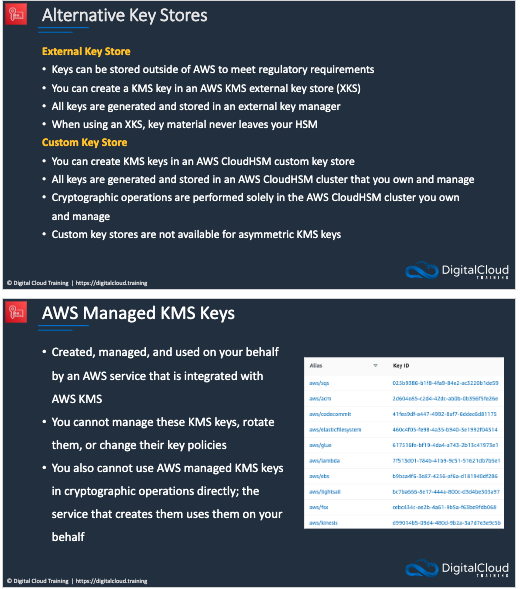 Alternative Key Stores
External Key Store
• Keys can be stored outside of AWS to meet regulatory requirements
• You can create a KMS key in an AWS KMS external key store (XKS)
• All keys are generated and stored in an external key manager
• When using an XKS, key material never leaves your HSM
Custom Key Store
• You can create KMS keys in an AWS CloudHSM custom key store
• All keys are generated and stored in an AWS CloudHSM cluster that you own and manage
• Cryptographic operations are performed solely in the AWS CloudHSM cluster you own
and manage
• Custom key stores are not available for asymmetric KMS keys
DigitalCloud
TRAINING
© Digital Cloud Training | https://digitalcloud.training
AWS Managed KMS Keys
• Created, managed, and used on your behalf
by an AWS service that is integrated with
AWS KMS
• You cannot manage these KMS keys, rotate
them, or change their key policies
• You also cannot use AWS managed KMS keys
in cryptographic operations directly; the
service that creates them uses them on your
behalf
Alias Key ID
aws/sqs
aws/acm
aws/codecommit
aws/elasticfilesystem
aws/glue
aws/lambda
aws/ebs
aws/lightsail
aws/fsx
aws/kinesis
DigitalCloud
TRAINING
© Digital Cloud Training | https://digitalcloud.training